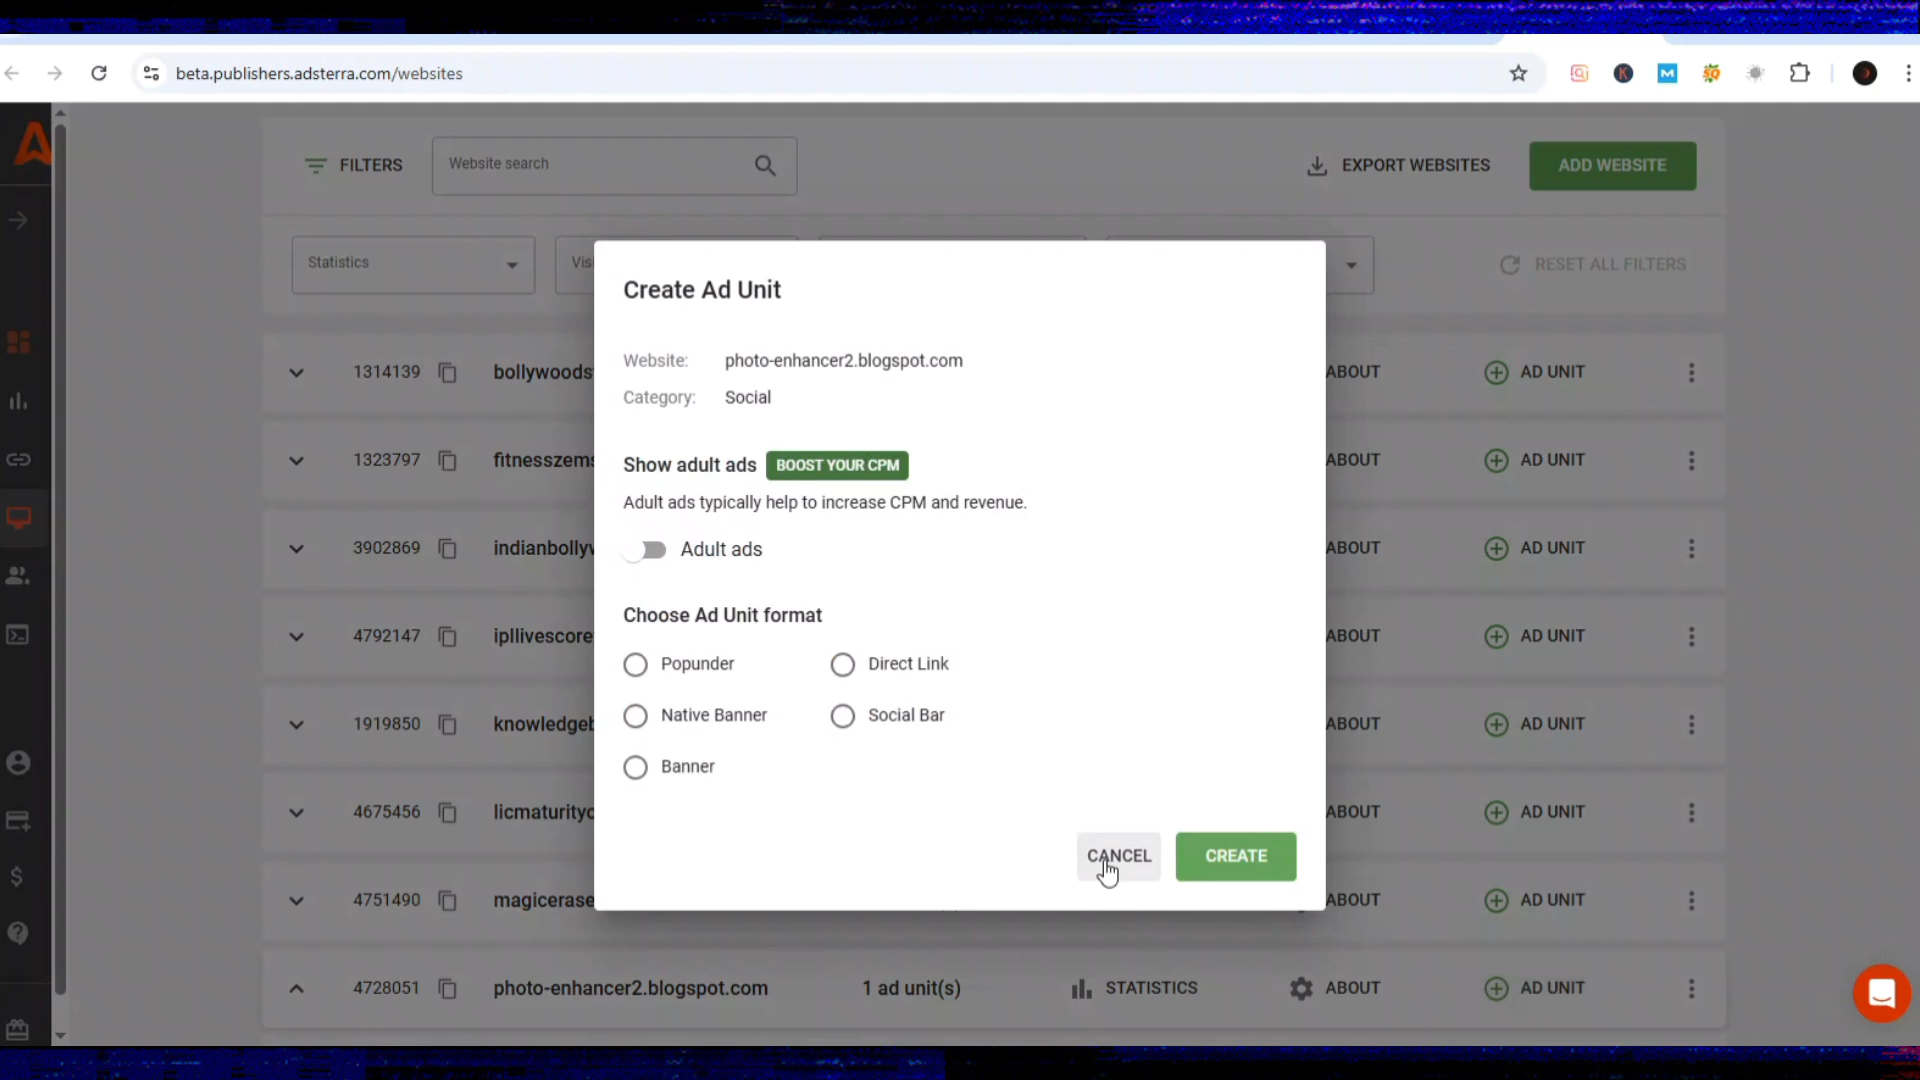 beta.publishers.adsterra.com/websites
FILTERS
Website search
EXPORT WEBSITES
ADD WEBSITE
Statistics
RESET ALL FILTERS
Create Ad Unit
Website: photo-enhancer2.blogspot.com
Category: Social
Show adult ads BOOST YOUR CPM
Adult ads typically help to increase CPM and revenue.
Adult ads
Choose Ad Unit format
Popunder Direct Link
Native Banner Social Bar
Banner
CANCEL CREATE
1314139 bollywoods ABOUT AD UNIT
1323797 fitnesszems ABOUT AD UNIT
3902869 indianbolly ABOUT AD UNIT
4792147 ipllivescore ABOUT AD UNIT
1919850 knowledge ABOUT AD UNIT
4675456 licmaturityc ABOUT AD UNIT
4751490 magicerase ABOUT AD UNIT
4728051 photo-enhancer2.blogspot.com 1 ad unit(s) STATISTICS ABOUT AD UNIT